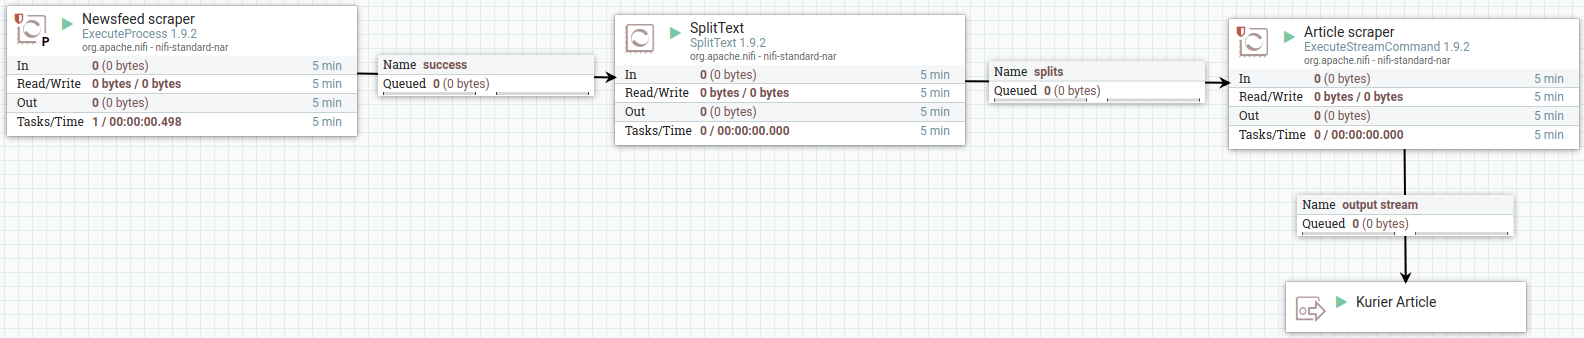 Newsfeed scraper
ExecuteProcess 1.9.2
org.apache.nifi - nifi-standard-nar
P
In 0 (0 bytes) 5 min
Read/Write 0 bytes / 0 bytes 5 min
Out 0 (0 bytes) 5 min
Tasks/Time 1 / 00:00:00.498 5 min
Name success
Queued 0 (0 bytes)
SplitText
SplitText 1.9.2
org.apache.nifi - nifi-standard-nar
In 0 (0 bytes) 5 min
Read/Write 0 bytes / 0 bytes 5 min
Out 0 (0 bytes) 5 min
Tasks/Time 0 / 00:00:00.000 5 min
Name splits
Queued 0 (0 bytes)
Article scraper
ExecuteStreamCommand 1.9.2
org.apache.nifi - nifi-standard-nar
In 0 (0 bytes) 5 min
Read/Write 0 bytes / 0 bytes 5 min
Out 0 (0 bytes) 5 min
Tasks/Time 0 / 00:00:00.000 5 min
Name output stream
Queued 0 (0 bytes)
Kurier Article